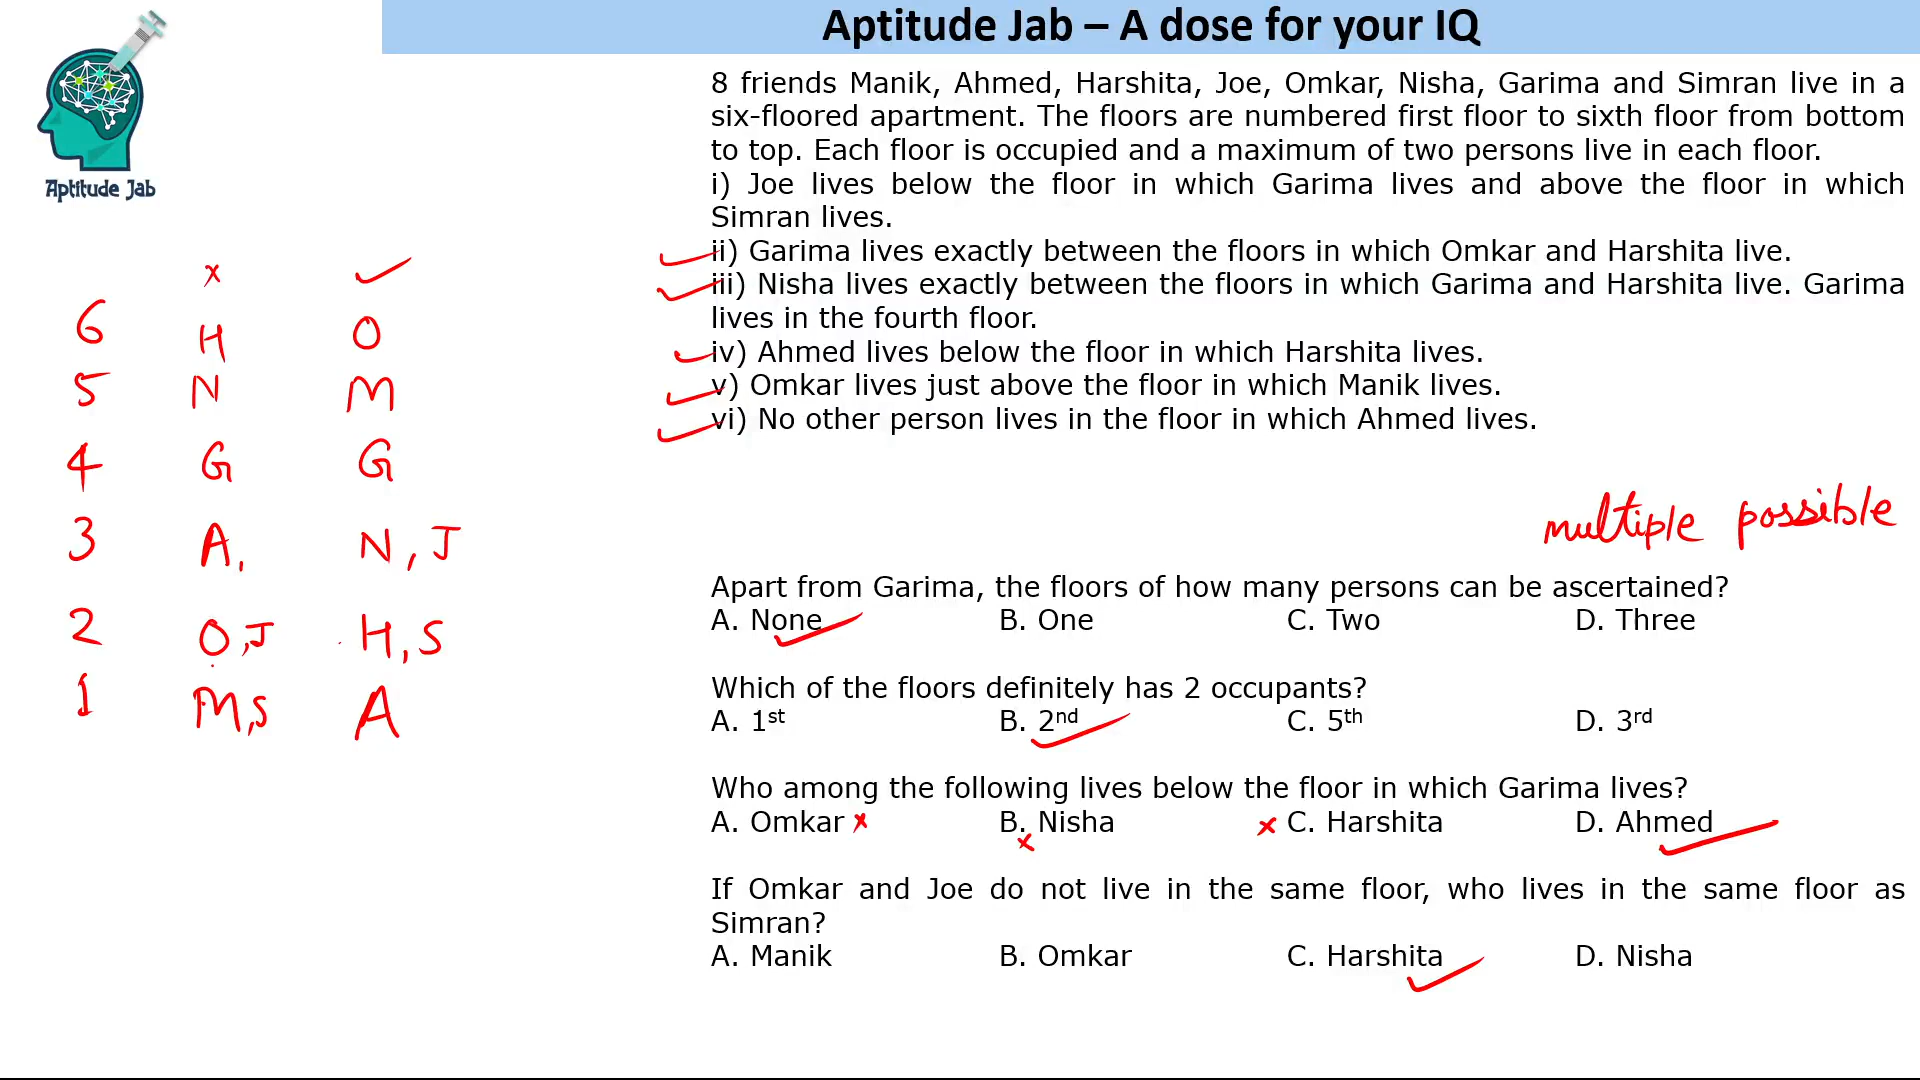 Aptitude Jab – A dose for your IQ
Aptitude Jab
8 friends Manik, Ahmed, Harshita, Joe, Omkar, Nisha, Garima and Simran live in a
six-floored apartment. The floors are numbered first floor to sixth floor from bottom
to top. Each floor is occupied and a maximum of two persons live in each floor.
i) Joe lives below the floor in which Garima lives and above the floor in which
Simran lives.
ii) Garima lives exactly between the floors in which Omkar and Harshita live.
iii) Nisha lives exactly between the floors in which Garima and Harshita live. Garima
lives in the fourth floor.
iv) Ahmed lives below the floor in which Harshita lives.
v) Omkar lives just above the floor in which Manik lives.
vi) No other person lives in the floor in which Ahmed lives.
6 H O
5 N M
4 G G
3 A, N, J
2 O, J H, S
1 M, S A
multiple possible
Apart from Garima, the floors of how many persons can be ascertained?
A. None B. One C. Two D. Three
Which of the floors definitely has 2 occupants?
A. 1st B. 2nd C. 5th D. 3rd
Who among the following lives below the floor in which Garima lives?
A. Omkar B. Nisha C. Harshita D. Ahmed
If Omkar and Joe do not live in the same floor, who lives in the same floor as
Simran?
A. Manik B. Omkar C. Harshita D. Nisha